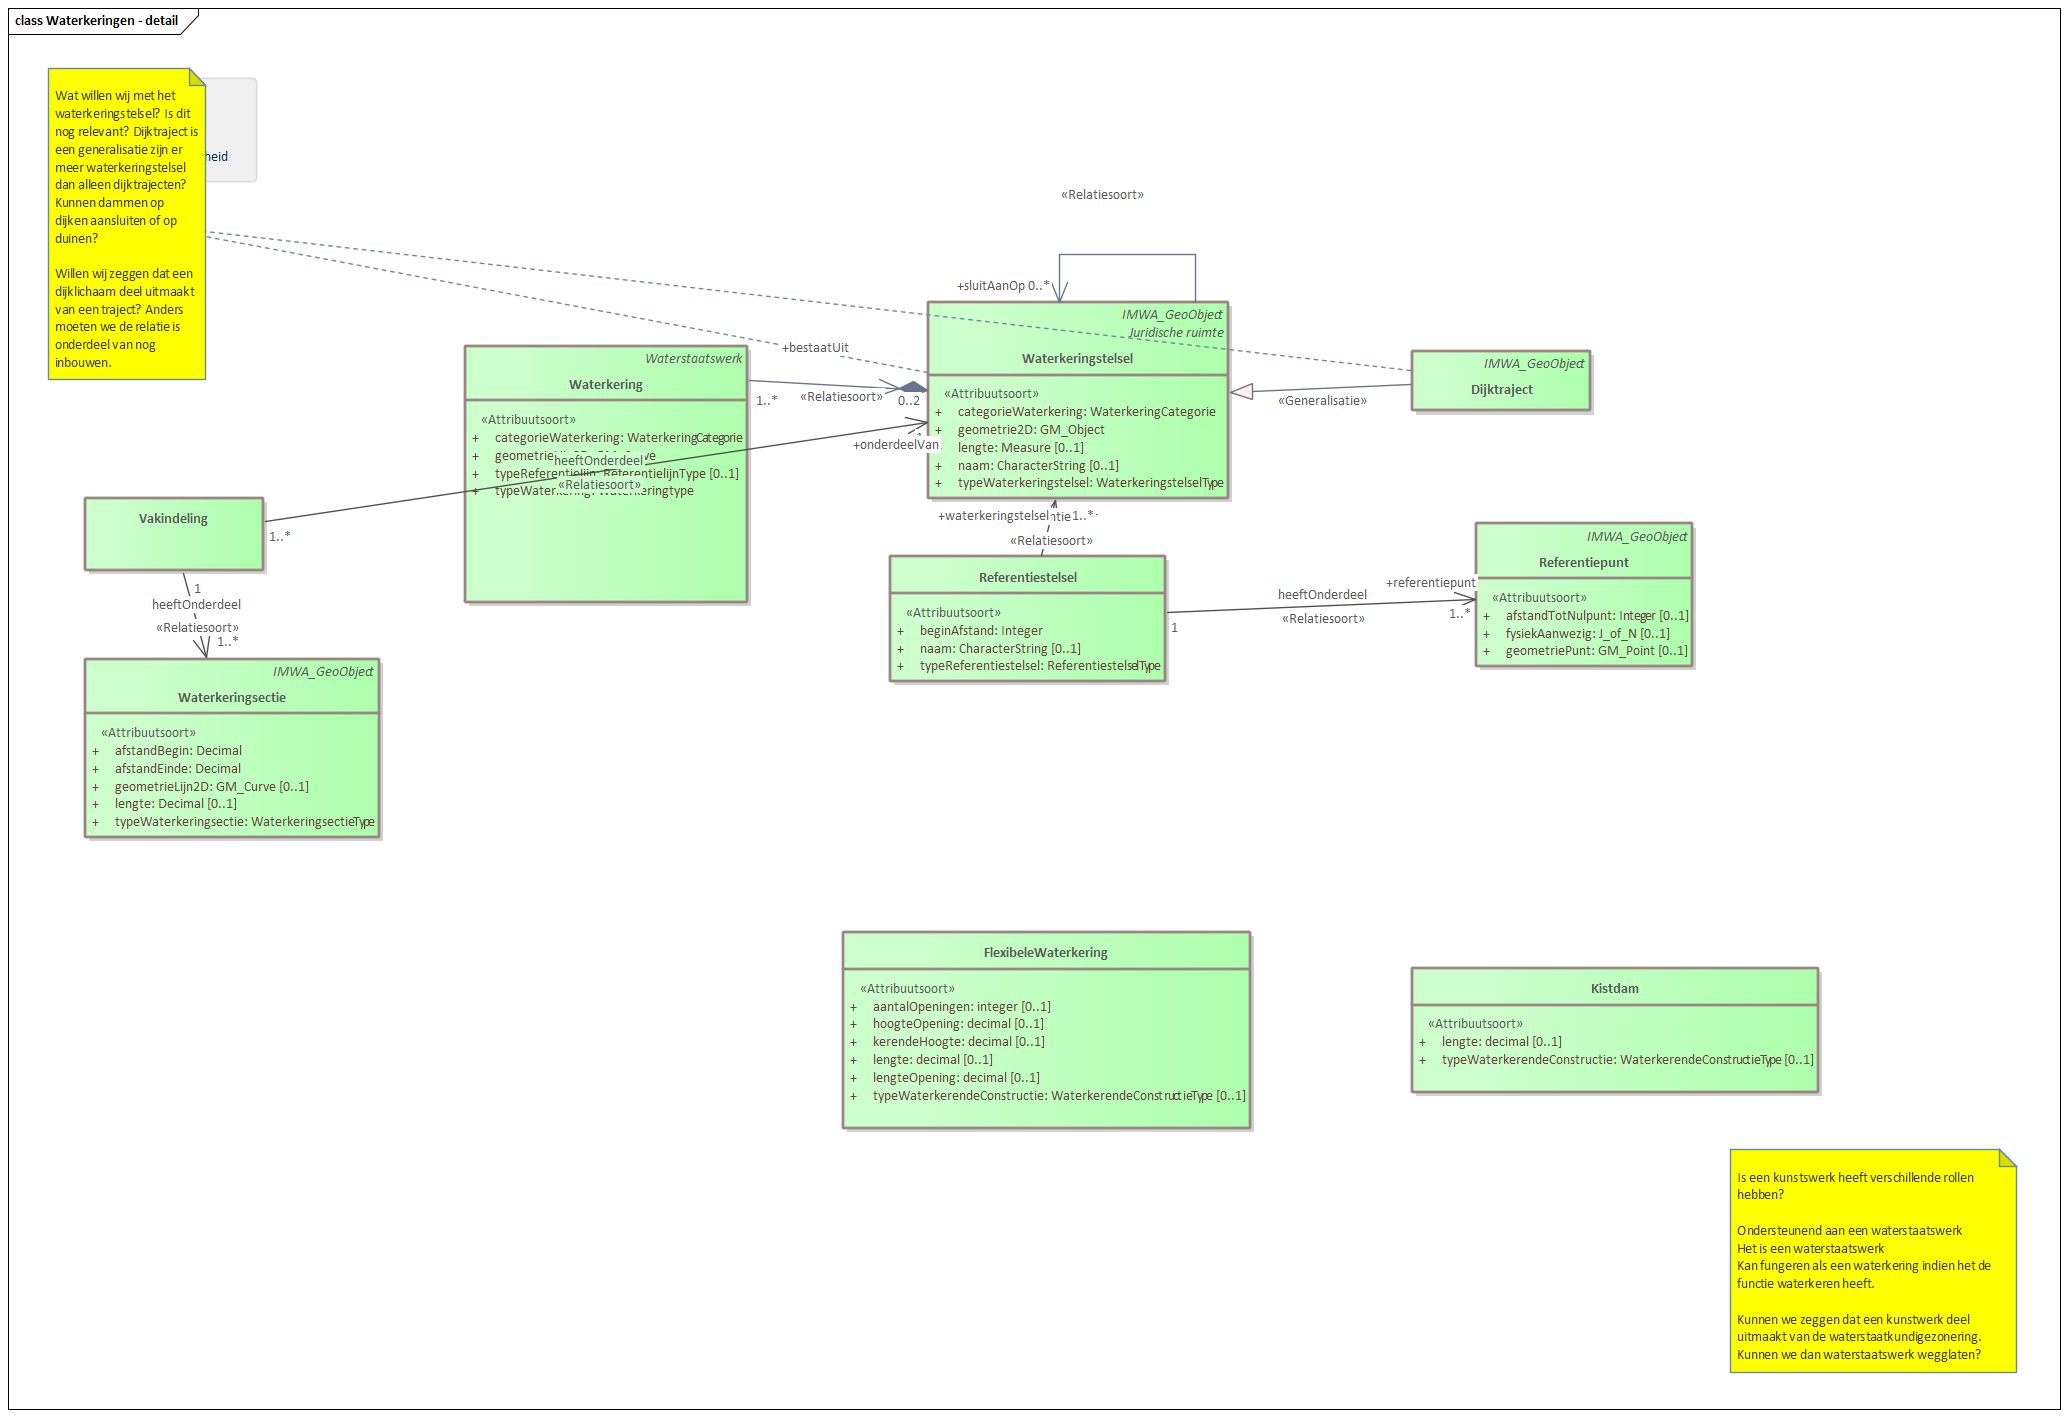 class Waterkeringen - detail
Wat willen wij met het
waterkeringstelsel? Is dit
nog relevant? Dijktraject is
een generalisatie zijn er
meer waterkeringstelsel
dan alleen dijktrajecten?
Kunnen dammen op
dijken aansluiten of op
duinen?
Willen wij zeggen dat een
dijklichaam deel uitmaakt
van een traject? Anders
moeten we de relatie is
onderdeel van nog
inbouwen.
heid
«Relatiesoort»
+sluitAanOp 0..*
IMWA_GeoObject
Juridische ruimte
Waterkeringstelsel
«Attribuutsoort»
+ categorieWaterkering: WaterkeringCategorie
+ geometrie2D: GM_Object
lengte: Measure [0..1]
+ naam: CharacterString [0..1]
+ typeWaterkeringstelsel: WaterkeringstelselType
+bestaatUit
1..*
«Relatiesoort»
0..2
+onderdeelVan
Waterstaatswerk
Waterkering
«Attribuutsoort»
+ categorieWaterkering: WaterkeringCategorie
+
+ typeReferentielijn: ReferentielijnType [0..1]
+ typeWaterkering: Waterkeringtype
heeftOnderdeel
«Relatiesoort»
IMWA_GeoObject
Dijktraject
«Generalisatie»
Vakindeling
1..*
1
heeftOnderdeel
«Relatiesoort»
1..*
IMWA_GeoObject
Waterkeringsectie
«Attribuutsoort»
+ afstandBegin: Decimal
+ afstandEinde: Decimal
+ geometrieLijn2D: GM_Curve [0..1]
+ lengte: Decimal [0..1]
+ typeWaterkeringsectie: WaterkeringsectieType
+waterkeringstelsel
ntie 1..*
«Relatiesoort»
Referentiestelsel
«Attribuutsoort»
+ beginAfstand: Integer
+ naam: CharacterString [0..1]
+ typeReferentiestelsel: ReferentiestelselType
heeftOnderdeel
«Relatiesoort»
1
+referentiepunt
1..*
IMWA_GeoObject
Referentiepunt
«Attribuutsoort»
+ afstandTotNulpunt: Integer [0..1]
+ fysiekAanwezig: J_of_N [0..1]
+ geometriePunt: GM_Point [0..1]
FlexibeleWaterkering
«Attribuutsoort»
+ aantalOpeningen: integer [0..1]
+ hoogteOpening: decimal [0..1]
+ kerendeHoogte: decimal [0..1]
+ lengte: decimal [0..1]
+ lengteOpening: decimal [0..1]
+ typeWaterkerendeConstructie: WaterkerendeConstructieType [0..1]
Kistdam
«Attribuutsoort»
+ lengte: decimal [0..1]
+ typeWaterkerendeConstructie: WaterkerendeConstructieType [0..1]
Is een kunstswerk heeft verschillende rollen
hebben?
Ondersteunend aan een waterstaatswerk
Het is een waterstaatswerk
Kan fungeren als een waterkering indien het de
functie waterkeren heeft.
Kunnen we zeggen dat een kunstwerk deel
uitmaakt van de waterstaatkundigezonering.
Kunnen we dan waterstaatswerk wegglaten?